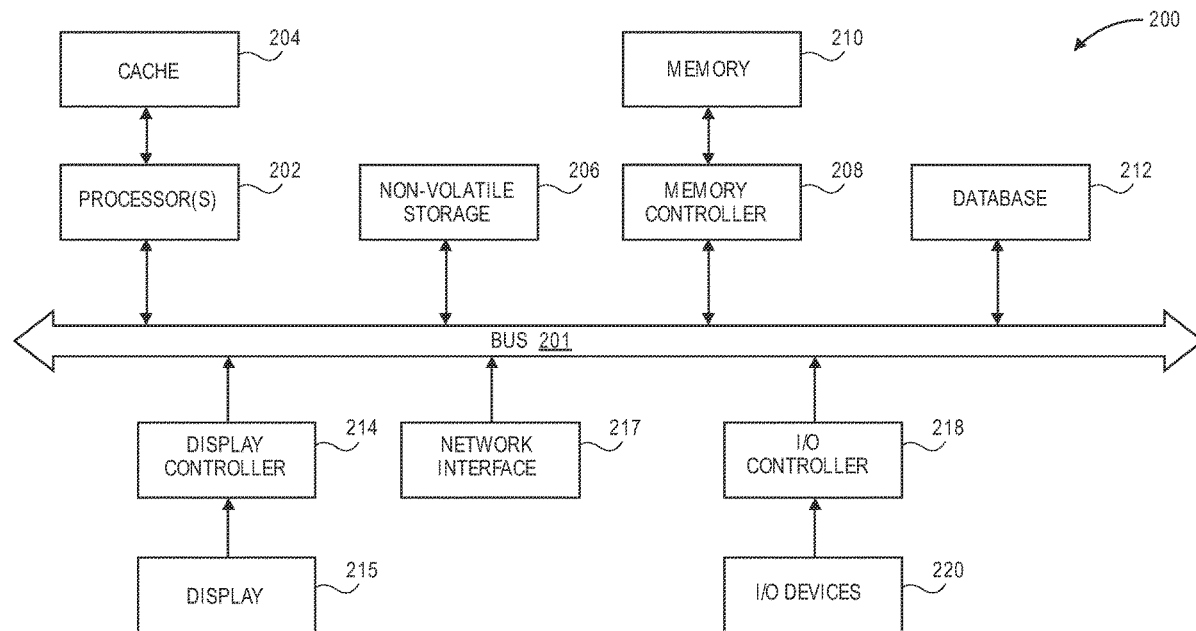 204
210
200
CACHE
MEMORY
202
206
208
212
PROCESSOR(S)
NON-VOLATILE
STORAGE
MEMORY
CONTROLLER
DATABASE
BUS 201
214
217
218
DISPLAY
CONTROLLER
NETWORK
INTERFACE
I/O
CONTROLLER
215
220
DISPLAY
I/O DEVICES